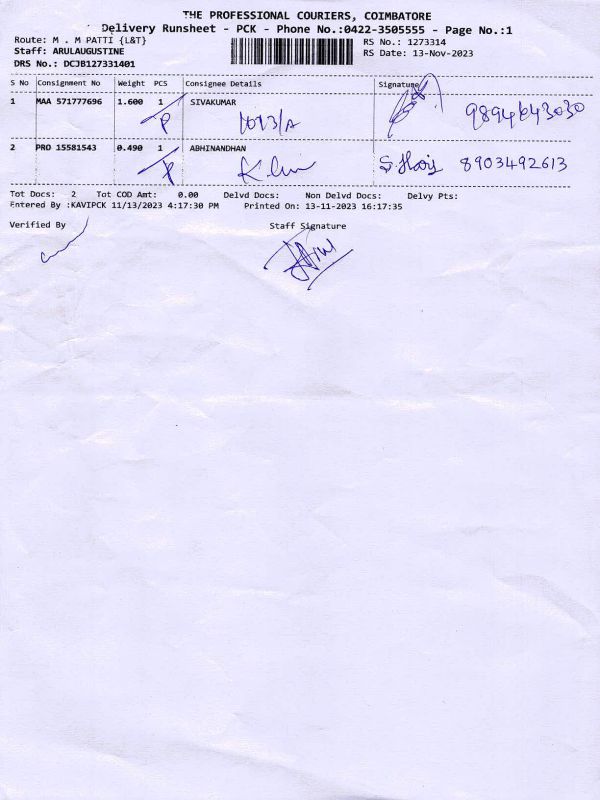 THE PROFESSIONAL COURIERS, COIMBATORE
Delivery Runsheet - PCK - Phone No.:0422-3505555 - Page No.:1
Route: M . M PATTI {L&T}
RS No.: 1273314
Staff: ARULAUGUSTINE
RS Date: 13-Nov-2023
DRS No.: DCJB127331401
S No Consignment No Weight PCS Consignee Details Signature
1 MAA 571777696 1.600 1 SIVAKUMAR
P 1093/A 9894643030
2 PRO 15581543 0.490 1 ABHINANDHAN
P 8903492613
Tot Docs: 2 Tot COD Amt: 0.00 Delvd Docs: Non Delvd Docs: Delvy Pts:
Entered By :KAVIPCK 11/13/2023 4:17:30 PM Printed On: 13-11-2023 16:17:35
Verified By Staff Signature